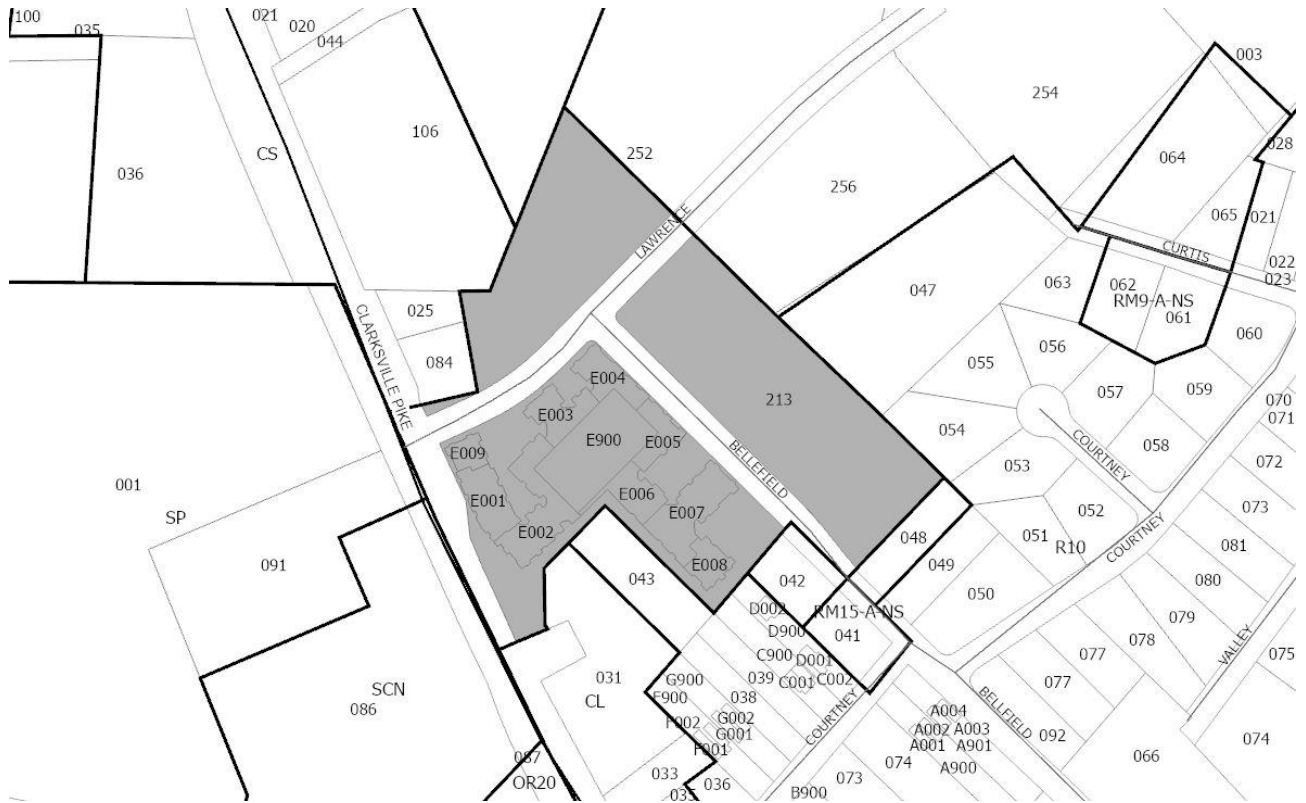 100
035
021
020
044
003
254
106
CS
252
028
064
036
256
LAWRENCE
065
021
CURTIS
022
023
047
063
062
RM9-A-NS
061
025
CLARKSVILLE PIKE
060
056
084
055
057
059
E004
213
070
071
E003
E900
E005
054
COURTNEY
058
E009
BELLEFIELD
053
072
001
E001
E006
052
073
SP
E007
COURTNEY
E002
048
051
R10
081
091
E008
043
042
049
080
050
D002
RM15-A-NS
079
D900
041
078
VALLEY
C900
D001
077
075
031
G900
039
C001
C002
077
SCN
CL
F900
038
086
F002
G002
G001
COURTNEY
A004
BELLFIELD
A002
A003
092
F001
A001
A901
074
087
066
OR20
033
036
073
074
A900
035
B900